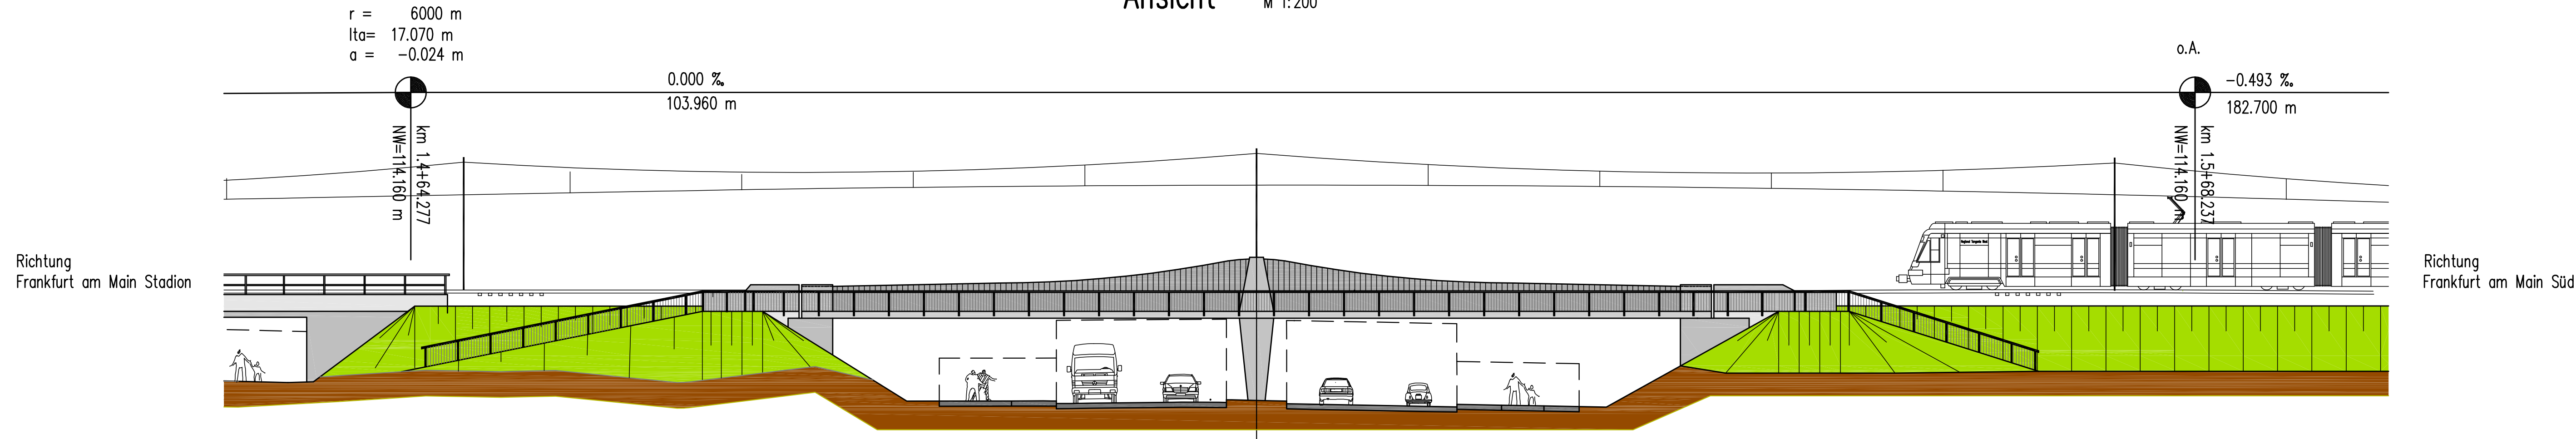 Ansicht M 1:200
r = 6000 m
lta= 17.070 m
a = -0.024 m
o.A.
0.000 ‰
103.960 m
-0.493 ‰
182.700 m
km 1.4+64.277
NW=114.160 m
km 1.5+68.237
NW=114.160 m
Richtung
Frankfurt am Main Stadion
Richtung
Frankfurt am Main Süd